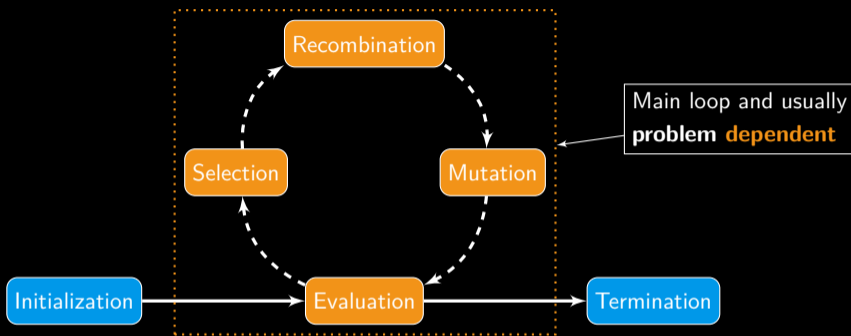 Recombination
Main loop and usually
problem dependent
Selection
Mutation
Initialization
Evaluation
Termination